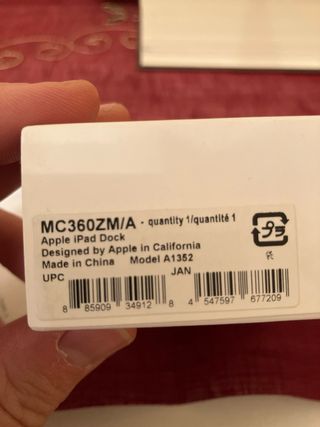 MC360ZM/A - quantity 1/quantité 1
Apple iPad Dock
Designed by Apple in California
Made in China Model A1352
UPC JAN
8 85909 34912 8 4 547597 677209